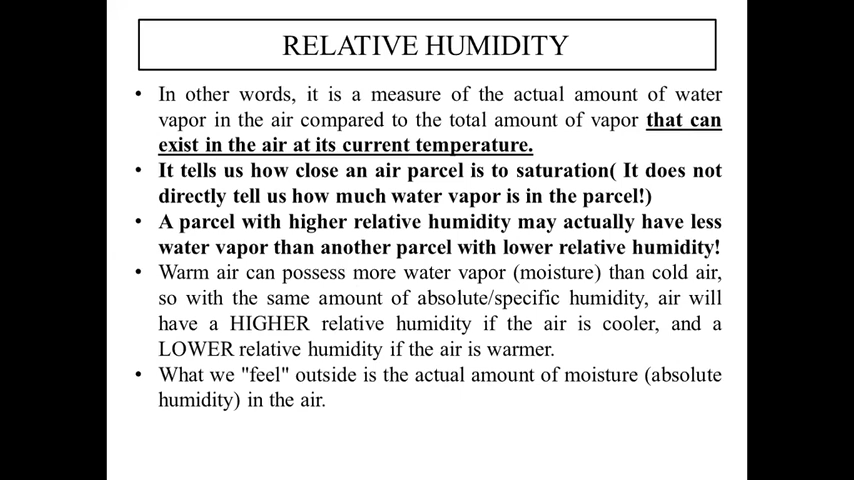 RELATIVE HUMIDITY
• In other words, it is a measure of the actual amount of water
vapor in the air compared to the total amount of vapor that can
exist in the air at its current temperature.
• It tells us how close an air parcel is to saturation( It does not
directly tell us how much water vapor is in the parcel!)
• A parcel with higher relative humidity may actually have less
water vapor than another parcel with lower relative humidity!
• Warm air can possess more water vapor (moisture) than cold air,
so with the same amount of absolute/specific humidity, air will
have a HIGHER relative humidity if the air is cooler, and a
LOWER relative humidity if the air is warmer.
• What we "feel" outside is the actual amount of moisture (absolute
humidity) in the air.